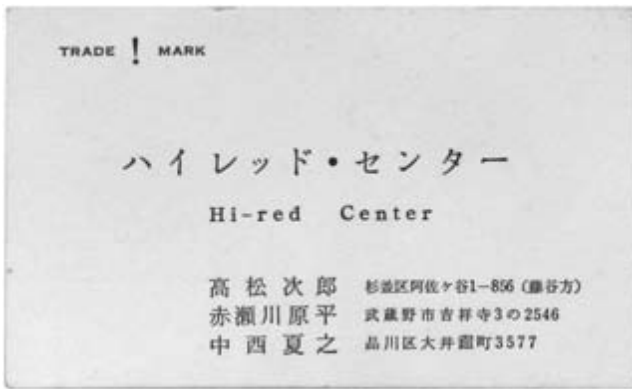 TRADE ! MARK
ハイレッド・センター
Hi-red Center
高松次郎 杉並区阿佐ケ谷1−856（藤谷方）
赤瀬川原平 武蔵野市吉祥寺3の2546
中西夏之 品川区大井鎧町3577